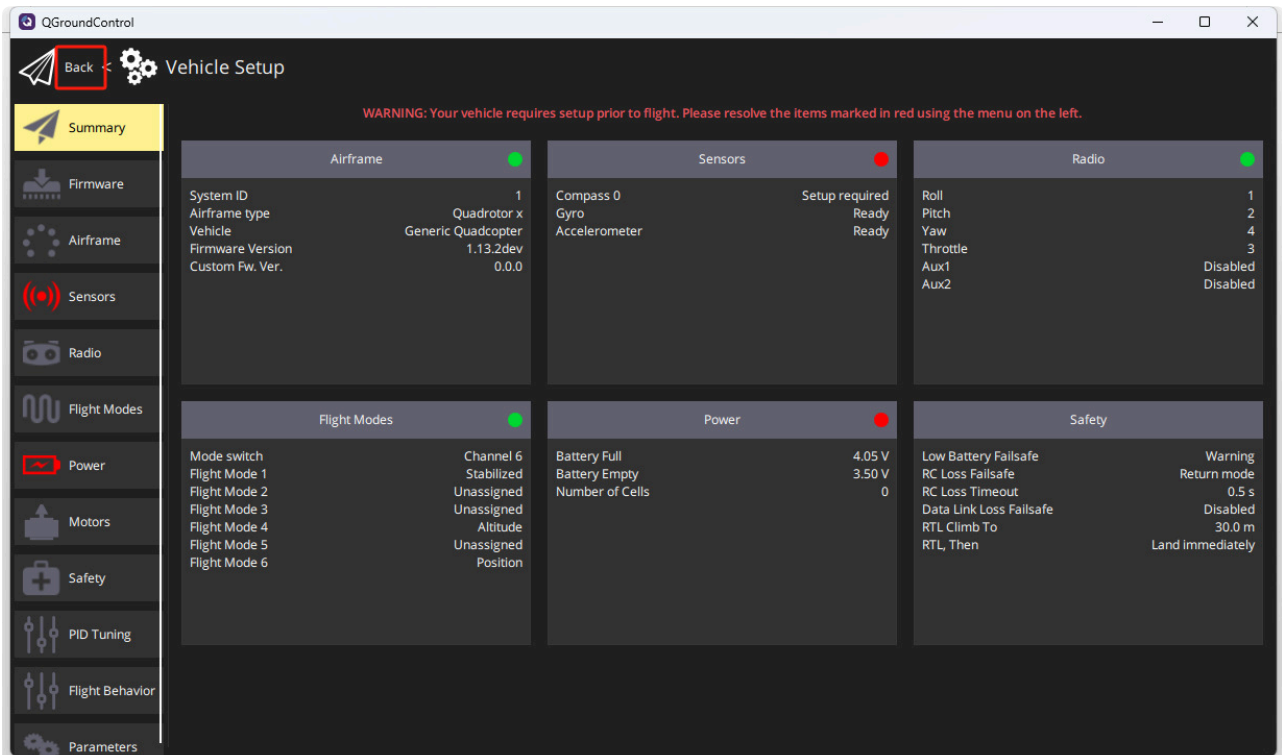 QGroundControl
Back < Vehicle Setup
WARNING: Your vehicle requires setup prior to flight. Please resolve the items marked in red using the menu on the left.
Summary
Firmware
Airframe
Sensors
Radio
Flight Modes
Power
Motors
Safety
PID Tuning
Flight Behavior
Parameters
Airframe
System ID 1
Airframe type Quadrotor x
Vehicle Generic Quadcopter
Firmware Version 1.13.2dev
Custom Fw. Ver. 0.0.0
Sensors
Compass 0 Setup required
Gyro Ready
Accelerometer Ready
Radio
Roll 1
Pitch 2
Yaw 4
Throttle 3
Aux1 Disabled
Aux2 Disabled
Flight Modes
Mode switch Channel 6
Flight Mode 1 Stabilized
Flight Mode 2 Unassigned
Flight Mode 3 Unassigned
Flight Mode 4 Altitude
Flight Mode 5 Unassigned
Flight Mode 6 Position
Power
Battery Full 4.05 V
Battery Empty 3.50 V
Number of Cells 0
Safety
Low Battery Failsafe Warning
RC Loss Failsafe Return mode
RC Loss Timeout 0.5 s
Data Link Loss Failsafe Disabled
RTL Climb To 30.0 m
RTL, Then Land immediately